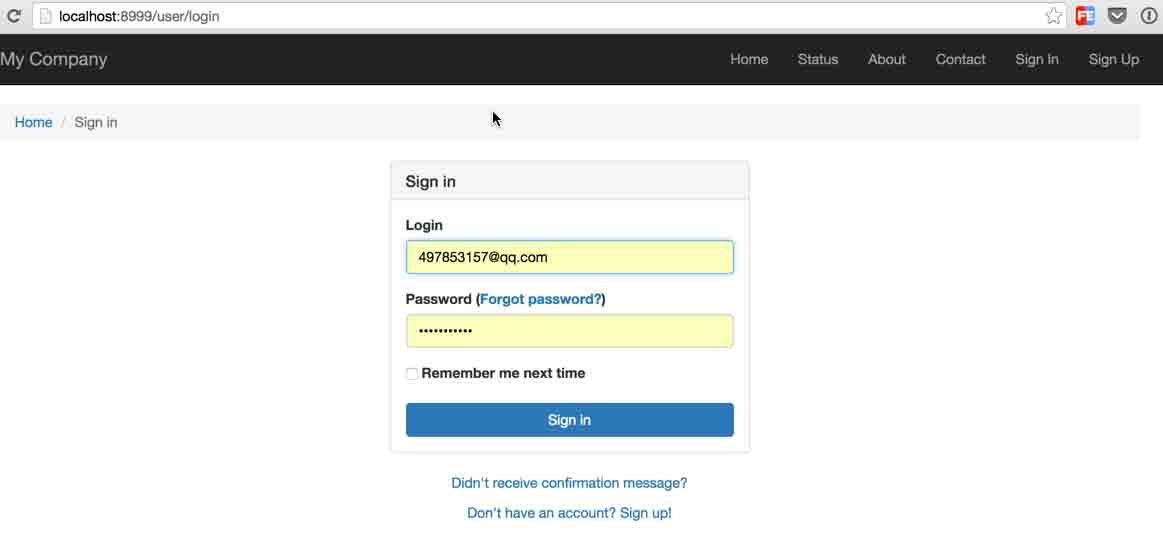 localhost:8999/user/login
FE
My Company Home Status About Contact Sign In Sign Up
Home / Sign in
Sign in
Login
497853157@qq.com
Password (Forgot password?)
•••••••••••
Remember me next time
Sign in
Didn't receive confirmation message?
Don't have an account? Sign up!